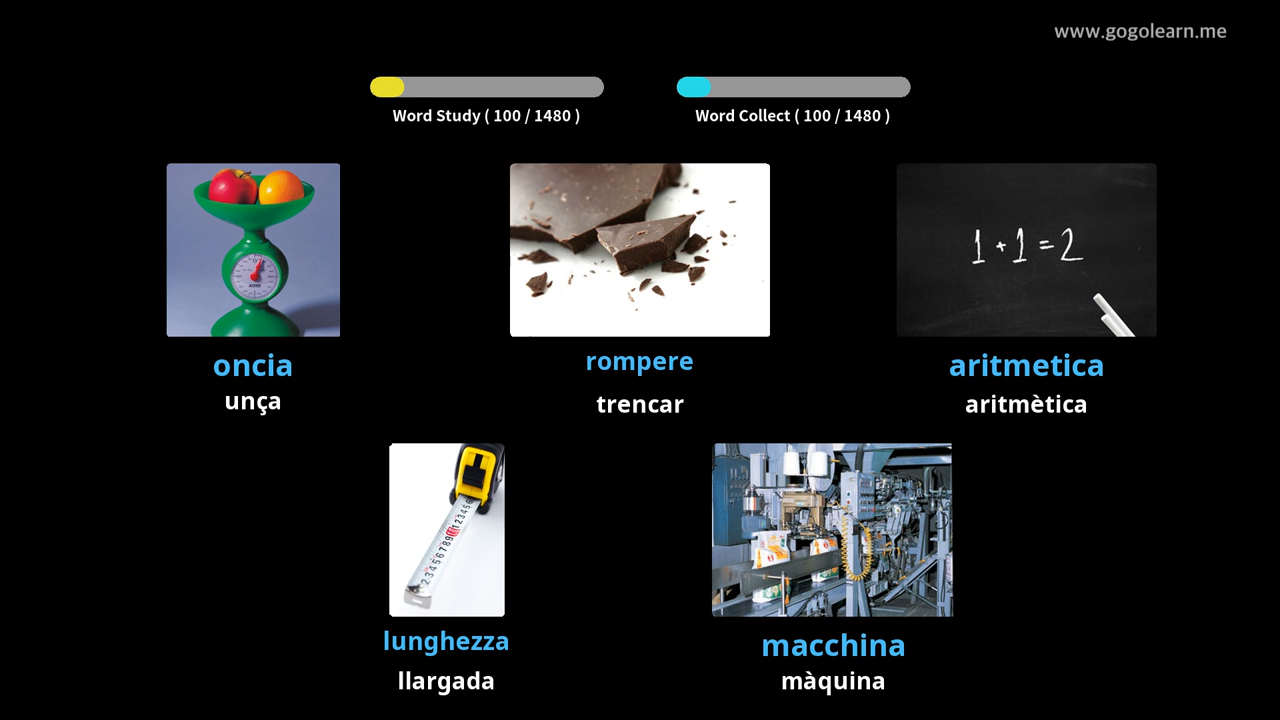 www.gogolearn.me
Word Study ( 100 / 1480 )
Word Collect ( 100 / 1480 )
1 + 1 = 2
oncia
unça
rompere
trencar
aritmetica
aritmètica
lunghezza
llargada
macchina
màquina